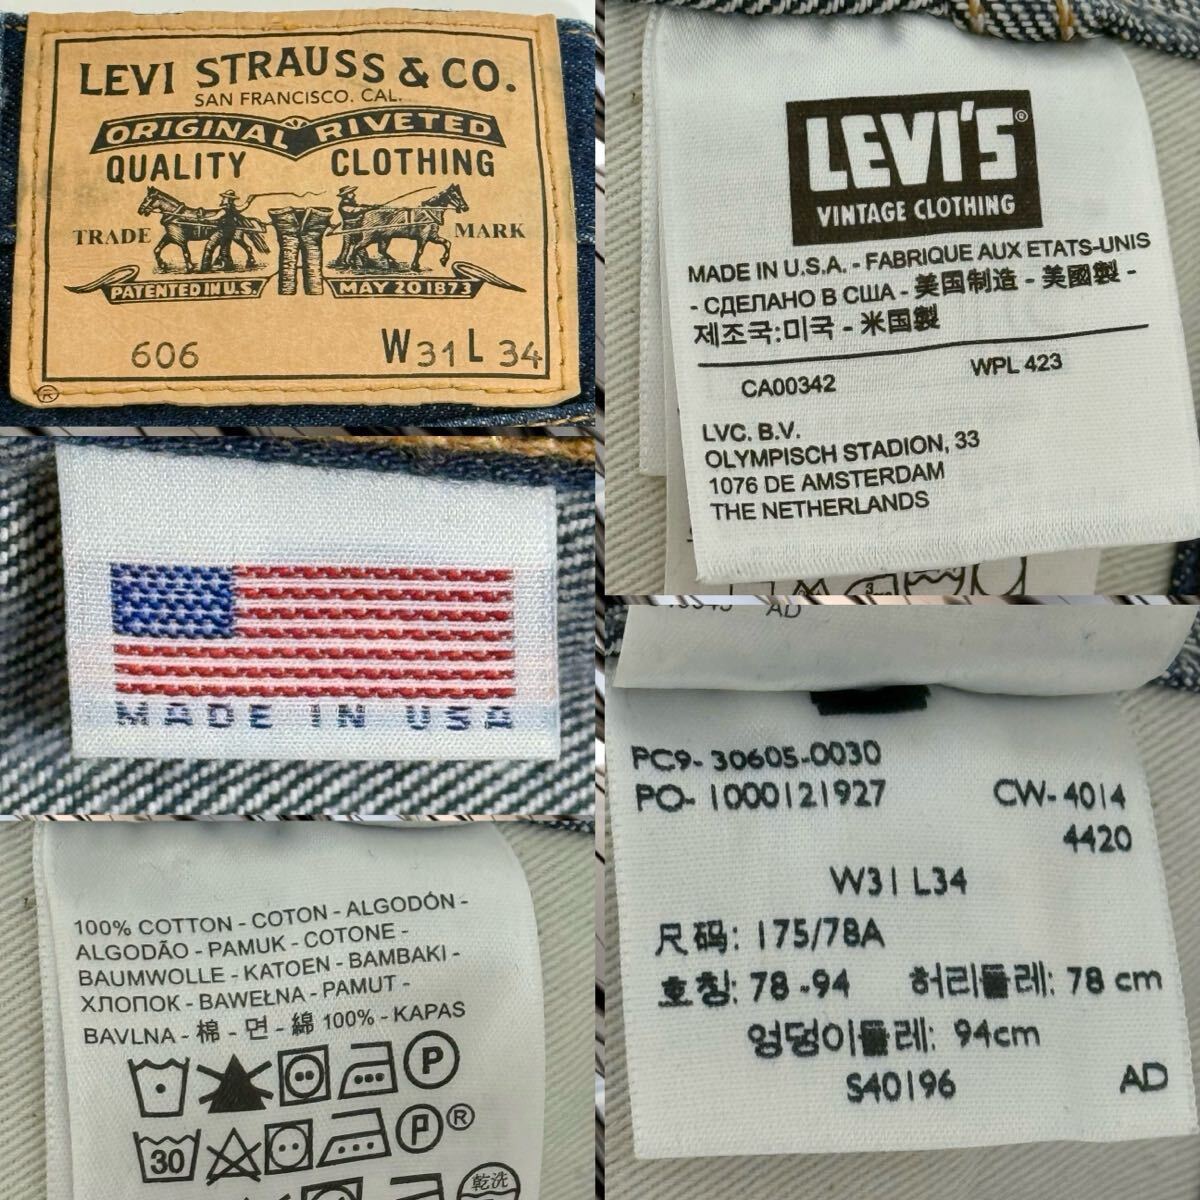 LEVI STRAUSS & CO.
SAN FRANCISCO. CAL.
ORIGINAL RIVETED
QUALITY CLOTHING
TRADE MARK
PATENTED IN U.S. MAY 20 1873
606 W31 L 34
®
LEVI'S®
VINTAGE CLOTHING
MADE IN U.S.A. - FABRIQUE AUX ETATS-UNIS
- СДЕЛАНО В США - 美国制造 - 美國製 -
제조국:미국 - 米国製
CA00342 WPL 423
LVC. B.V.
OLYMPISCH STADION, 33
1076 DE AMSTERDAM
THE NETHERLANDS
MADE IN USA
AD
PC9- 30605-0030
PO- 1000121927 CW- 4014
4420
W31 L34
尺码: 175/78A
호칭: 78 -94 허리둘레: 78 cm
엉덩이둘레: 94cm
S40196 AD
100% COTTON - COTON - ALGODÓN -
ALGODÃO - PAMUK - COTONE -
BAUMWOLLE - KATOEN - BAMBAKI -
ХЛОПОК - BAWEŁNA - PAMUT -
BAVLNA - 棉 - 면 - 綿 100% - KAPAS
P
30 P ®
乾洗